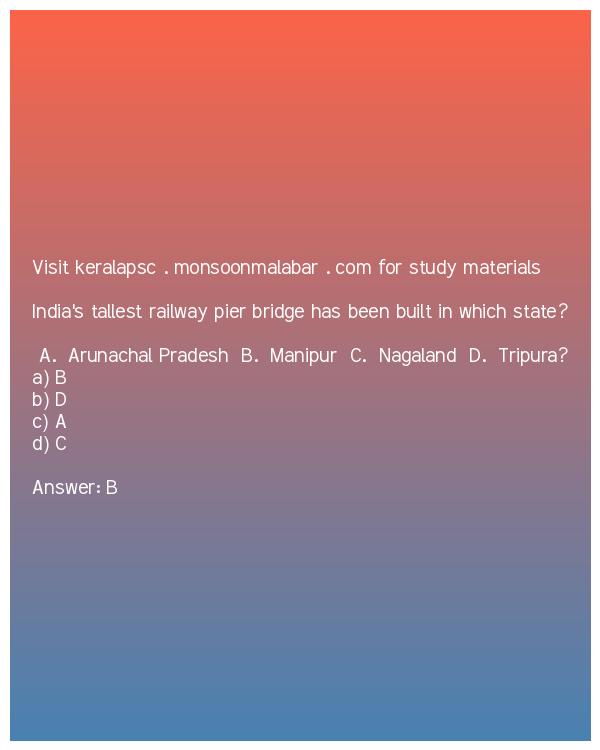 Visit keralapsc . monsoonmalabar . com for study materials
India's tallest railway pier bridge has been built in which state?
A. Arunachal Pradesh B. Manipur C. Nagaland D. Tripura?
a) B
b) D
c) A
d) C
Answer: B